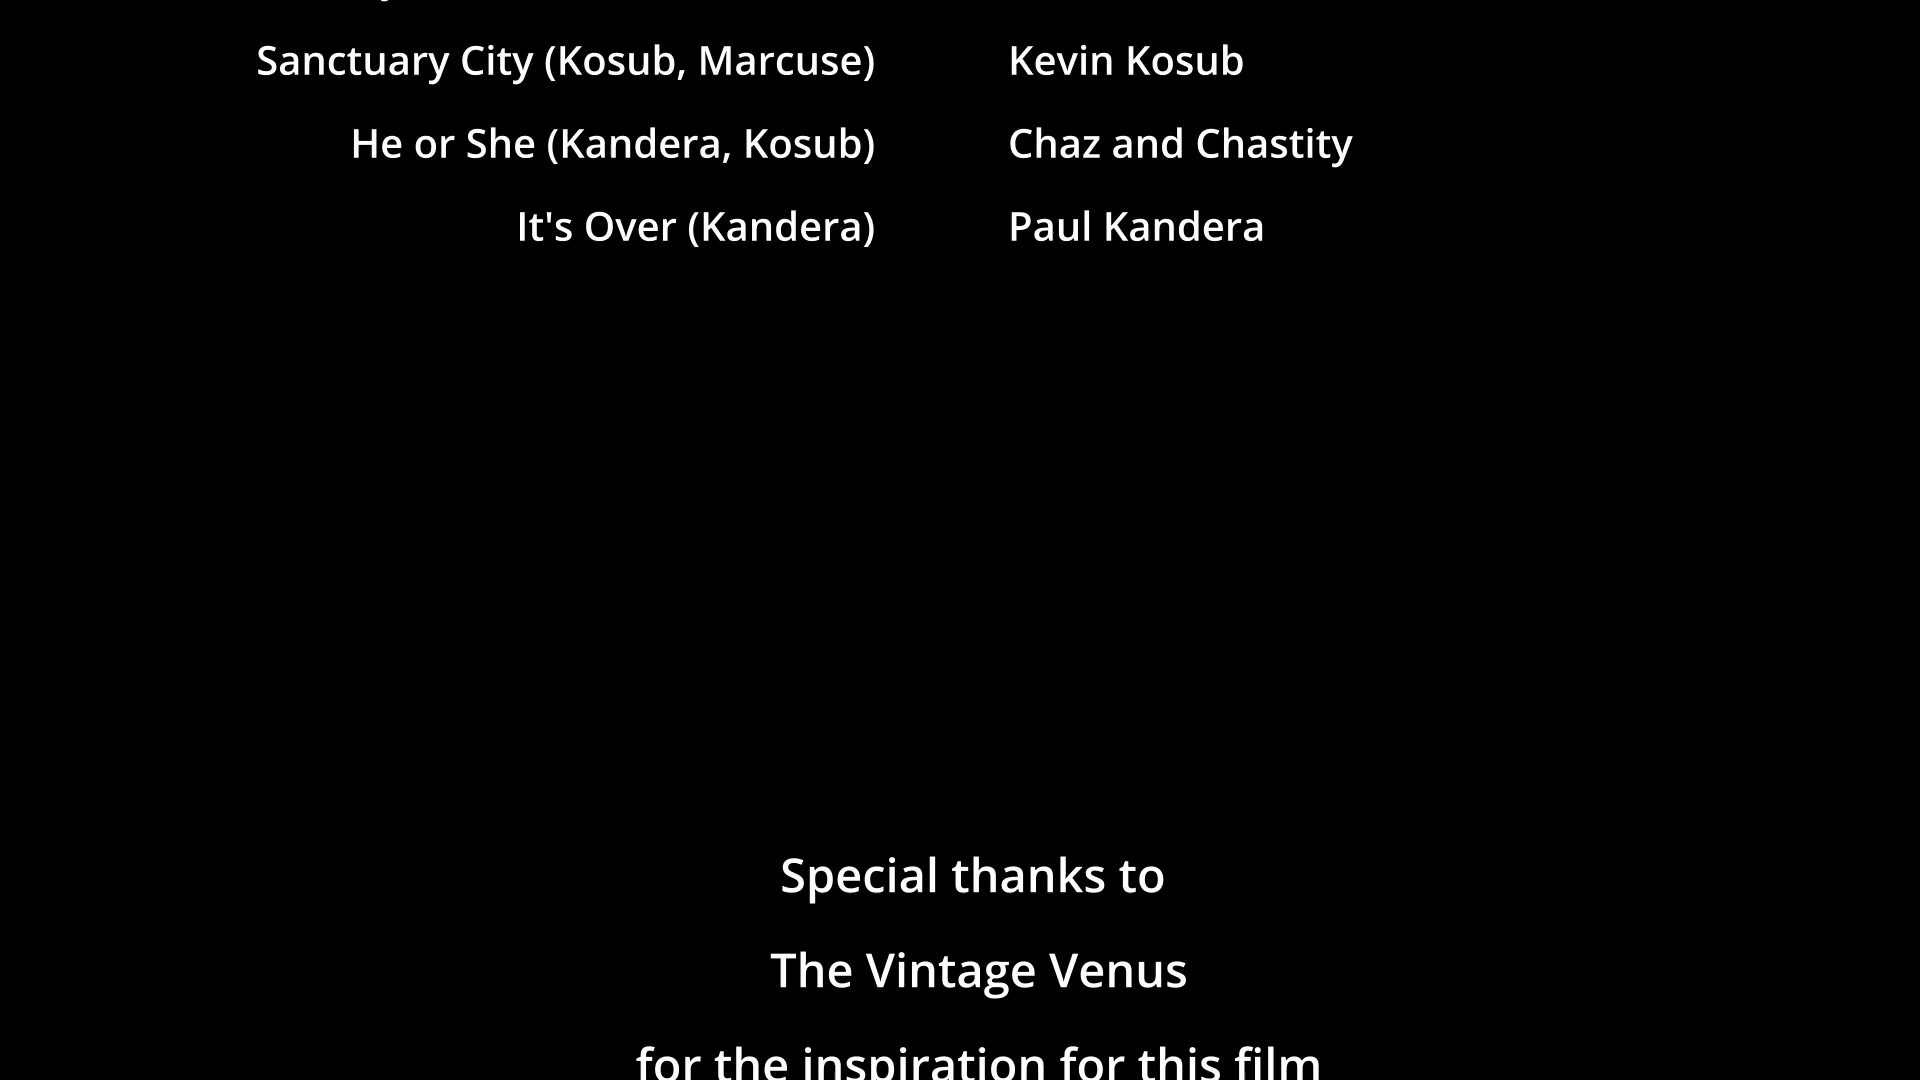 Sanctuary City (Kosub, Marcuse) Kevin Kosub
He or She (Kandera, Kosub) Chaz and Chastity
It's Over (Kandera) Paul Kandera
Special thanks to
The Vintage Venus
for the inspiration for this film